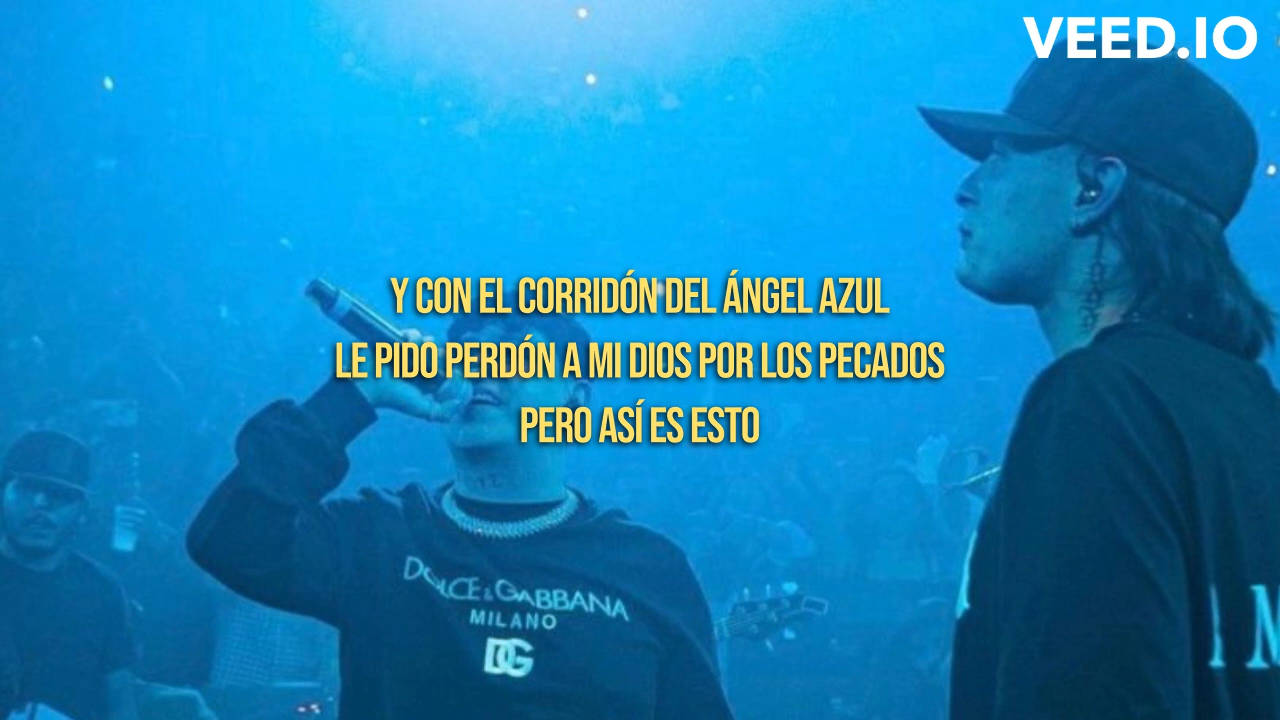 VEED.IO
Y CON EL CORRIDÓN DEL ÁNGEL AZUL
LE PIDO PERDÓN A MI DIOS POR LOS PECADOS
PERO ASÍ ES ESTO
DOLCE & GABBANA
MILANO
DG